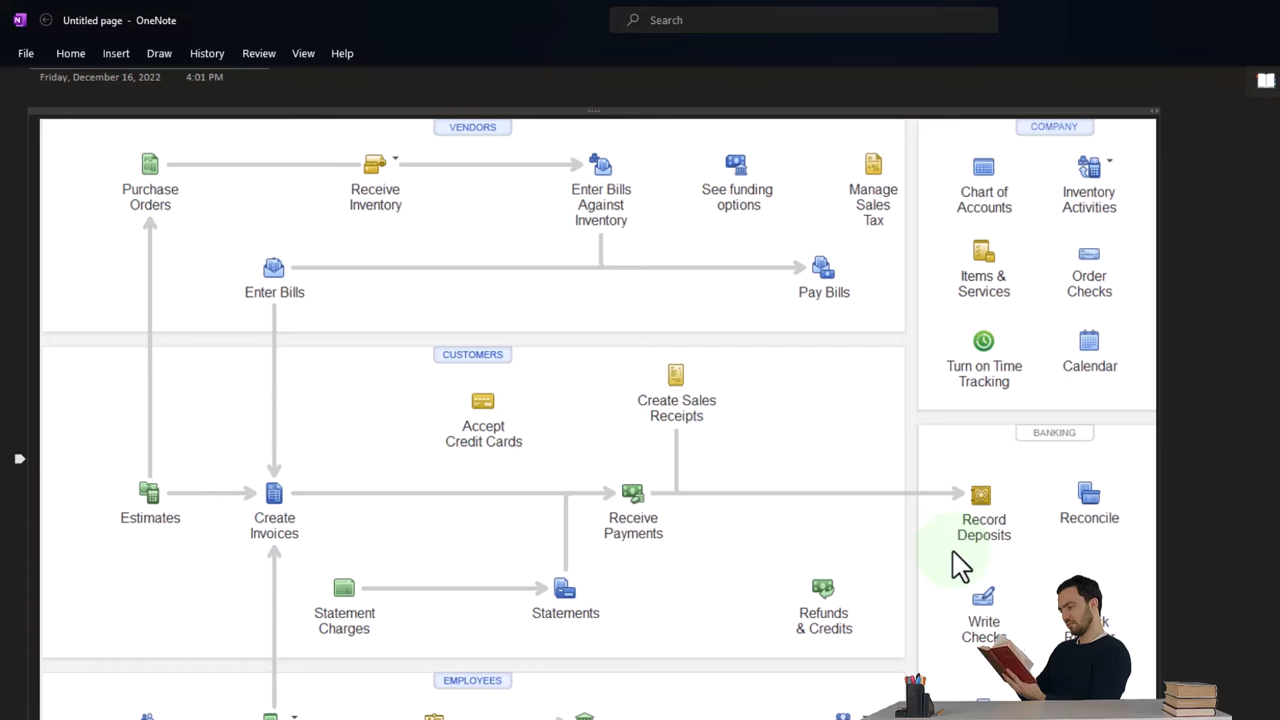 Untitled page - OneNote
Search
File
Home
Insert
Draw
History
Review
View
Help
Friday, December 16, 2022
4:01 PM
VENDORS
Purchase
Orders
Receive
Inventory
Enter Bills
Against
Inventory
See funding
options
Manage
Sales
Tax
Enter Bills
Pay Bills
COMPANY
Chart of
Accounts
Inventory
Activities
Items &
Services
Order
Checks
Turn on Time
Tracking
Calendar
CUSTOMERS
Accept
Credit Cards
Create Sales
Receipts
Estimates
Create
Invoices
Receive
Payments
Statement
Charges
Statements
Refunds
& Credits
BANKING
Record
Deposits
Reconcile
Write
Checks
EMPLOYEES